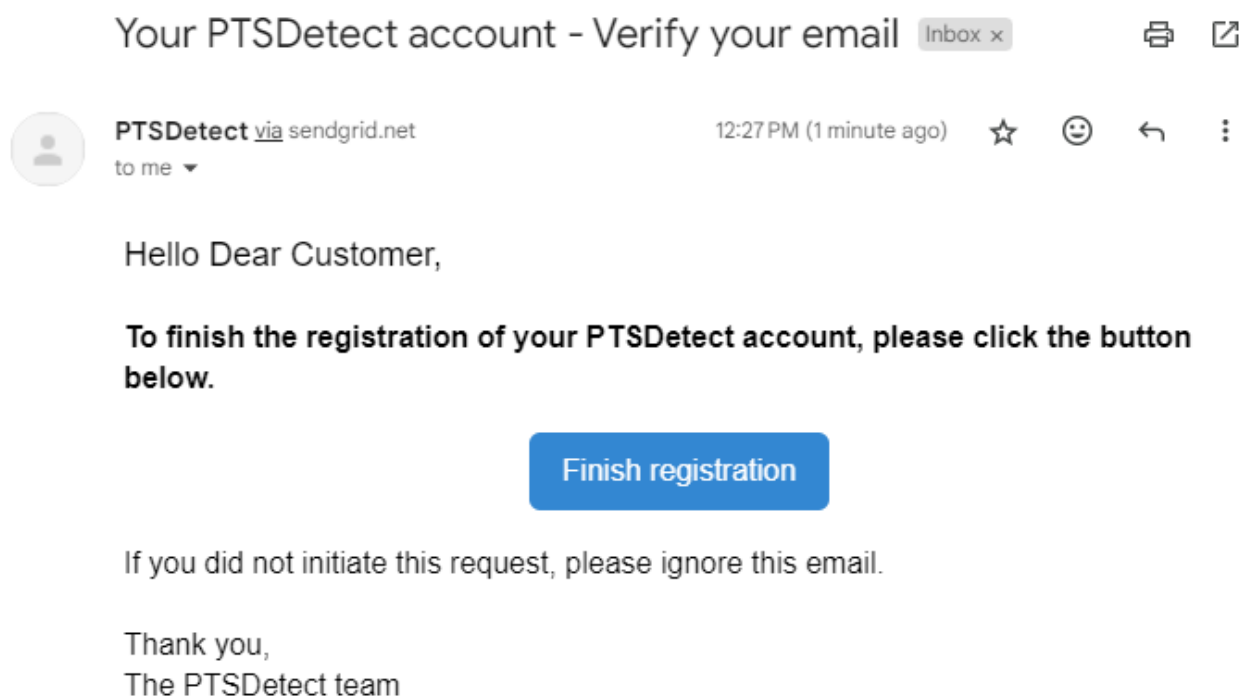 Your PTSDetect account - Verify your email Inbox ×
PTSDetect via sendgrid.net 12:27 PM (1 minute ago)
to me
Hello Dear Customer,
To finish the registration of your PTSDetect account, please click the button
below.
Finish registration
If you did not initiate this request, please ignore this email.
Thank you,
The PTSDetect team